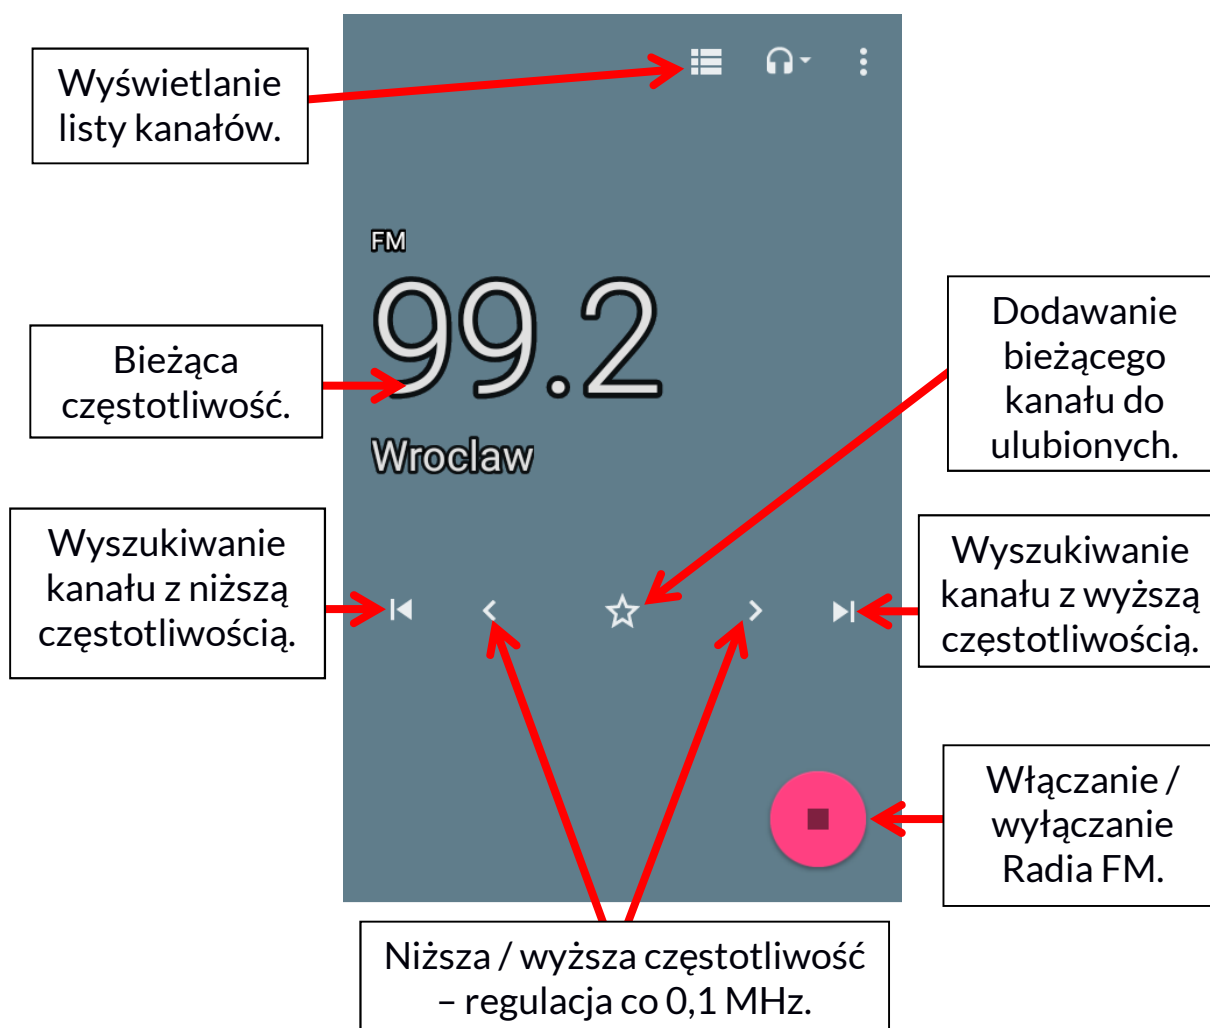 Wyświetlanie
listy kanałów.
FM
99.2
Wroclaw
Bieżąca
częstotliwość.
Dodawanie
bieżącego
kanału do
ulubionych.
Wyszukiwanie
kanału z niższą
częstotliwością.
Wyszukiwanie
kanału z wyższą
częstotliwością.
Włączanie /
wyłączanie
Radia FM.
Niższa / wyższa częstotliwość
– regulacja co 0,1 MHz.